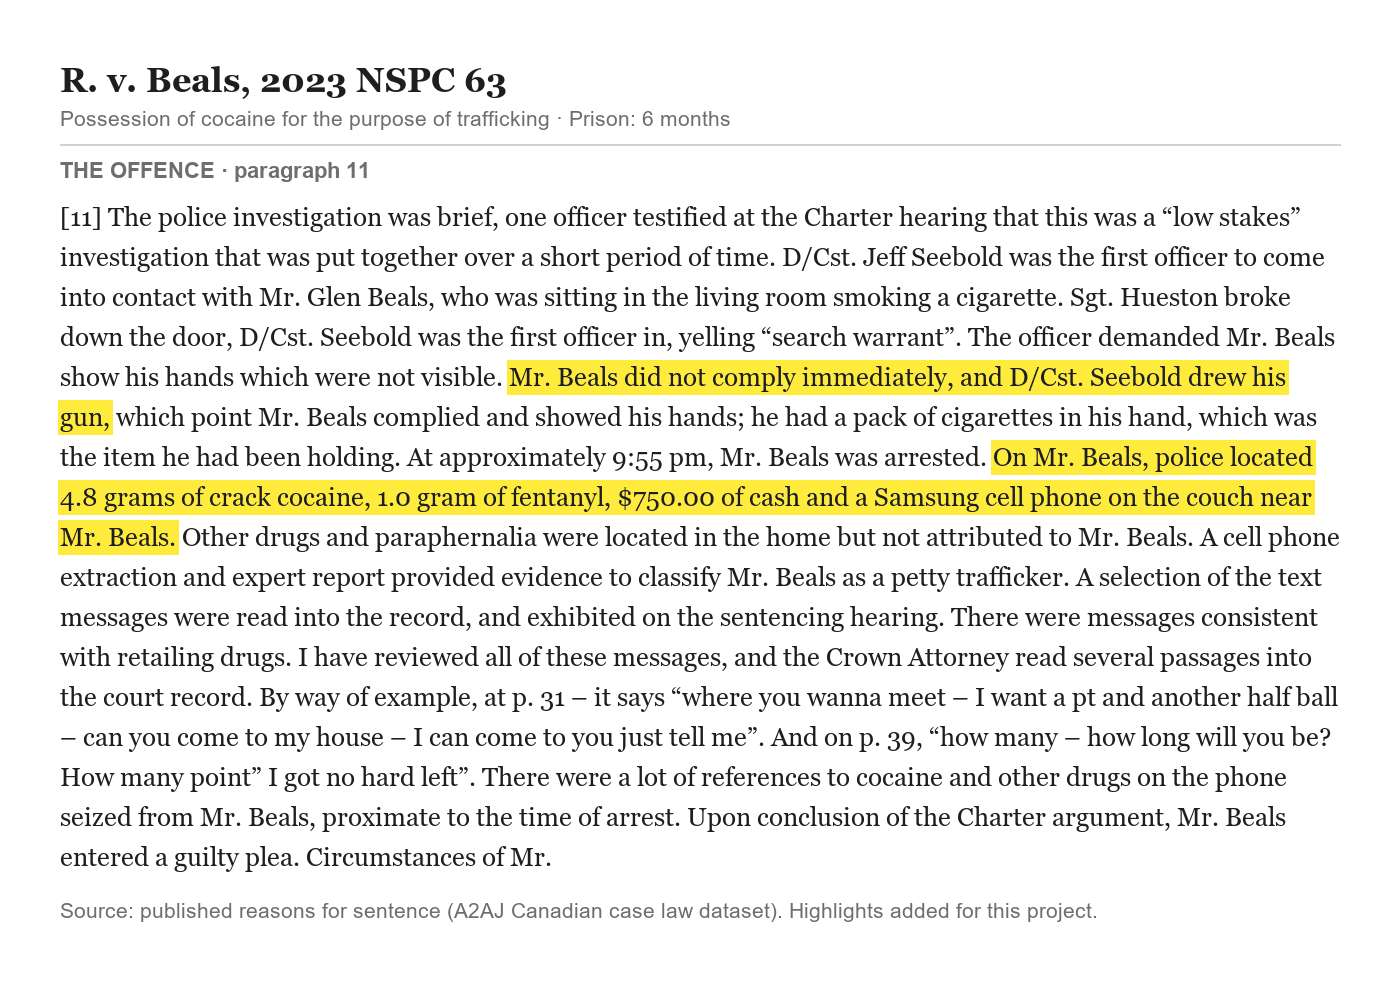 R. v. Beals, 2023 NSPC 63
Possession of cocaine for the purpose of trafficking · Prison: 6 months
THE OFFENCE · paragraph 11
[11] The police investigation was brief, one officer testified at the Charter hearing that this was a “low stakes”
investigation that was put together over a short period of time. D/Cst. Jeff Seebold was the first officer to come
into contact with Mr. Glen Beals, who was sitting in the living room smoking a cigarette. Sgt. Hueston broke
down the door, D/Cst. Seebold was the first officer in, yelling “search warrant”. The officer demanded Mr. Beals
show his hands which were not visible. Mr. Beals did not comply immediately, and D/Cst. Seebold drew his
gun, which point Mr. Beals complied and showed his hands; he had a pack of cigarettes in his hand, which was
the item he had been holding. At approximately 9:55 pm, Mr. Beals was arrested. On Mr. Beals, police located
4.8 grams of crack cocaine, 1.0 gram of fentanyl, $750.00 of cash and a Samsung cell phone on the couch near
Mr. Beals. Other drugs and paraphernalia were located in the home but not attributed to Mr. Beals. A cell phone
extraction and expert report provided evidence to classify Mr. Beals as a petty trafficker. A selection of the text
messages were read into the record, and exhibited on the sentencing hearing. There were messages consistent
with retailing drugs. I have reviewed all of these messages, and the Crown Attorney read several passages into
the court record. By way of example, at p. 31 – it says “where you wanna meet – I want a pt and another half ball
– can you come to my house – I can come to you just tell me”. And on p. 39, “how many – how long will you be?
How many point” I got no hard left”. There were a lot of references to cocaine and other drugs on the phone
seized from Mr. Beals, proximate to the time of arrest. Upon conclusion of the Charter argument, Mr. Beals
entered a guilty plea. Circumstances of Mr.
Source: published reasons for sentence (A2AJ Canadian case law dataset). Highlights added for this project.